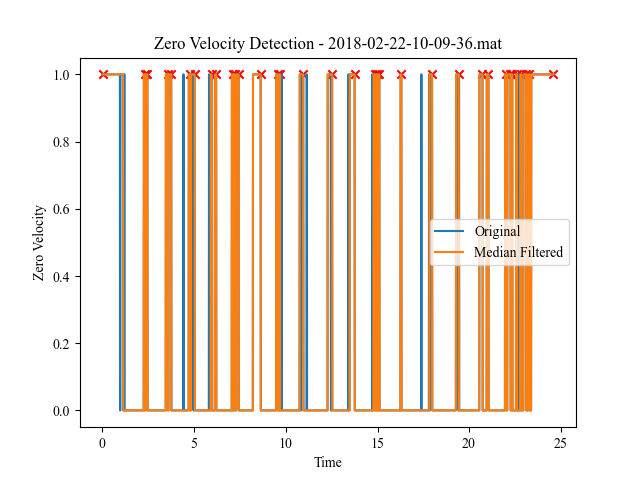 Zero Velocity Detection - 2018-02-22-10-09-36.mat
1.0
0.8
0.6
0.4
0.2
0.0
Zero Velocity
Original
Median Filtered
0
5
10
15
20
25
Time